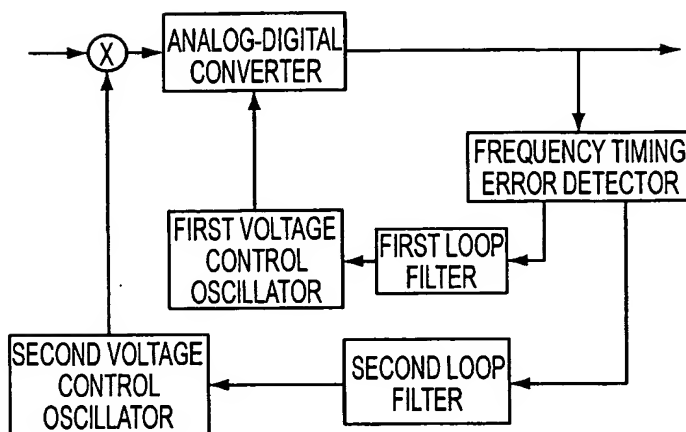 X
ANALOG-DIGITAL
CONVERTER
FREQUENCY TIMING
ERROR DETECTOR
FIRST VOLTAGE
CONTROL
OSCILLATOR
FIRST LOOP
FILTER
SECOND VOLTAGE
CONTROL
OSCILLATOR
SECOND LOOP
FILTER